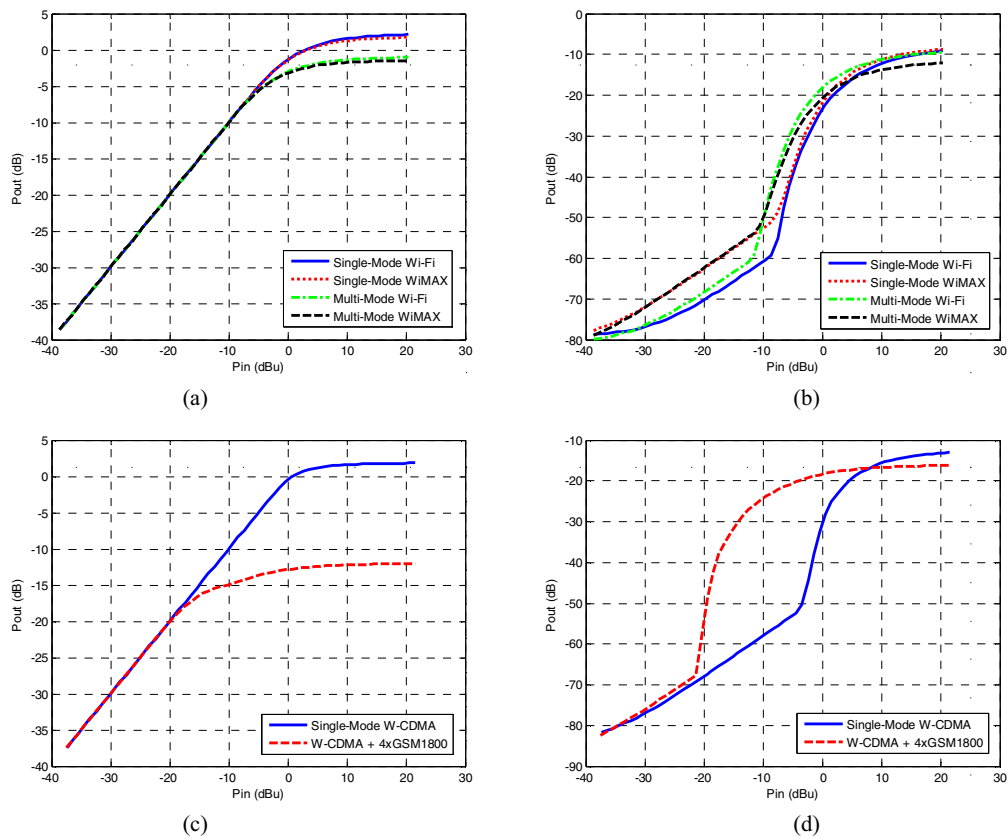 5
0
-5
-10
-15
-20
-25
-30
-35
-40
Pout (dB)
-40 -30 -20 -10 0 10 20 30
Pin (dBu)
Single-Mode Wi-Fi
Single-Mode WiMAX
Multi-Mode Wi-Fi
Multi-Mode WiMAX
(a)
0
-10
-20
-30
-40
-50
-60
-70
-80
Pout (dB)
-40 -30 -20 -10 0 10 20 30
Pin (dBu)
Single-Mode Wi-Fi
Single-Mode WiMAX
Multi-Mode Wi-Fi
Multi-Mode WiMAX
(b)
5
0
-5
-10
-15
-20
-25
-30
-35
-40
Pout (dB)
-40 -30 -20 -10 0 10 20 30
Pin (dBu)
Single-Mode W-CDMA
W-CDMA + 4xGSM1800
(c)
-10
-20
-30
-40
-50
-60
-70
-80
-90
Pout (dB)
-40 -30 -20 -10 0 10 20 30
Pin (dBu)
Single-Mode W-CDMA
W-CDMA + 4xGSM1800
(d)